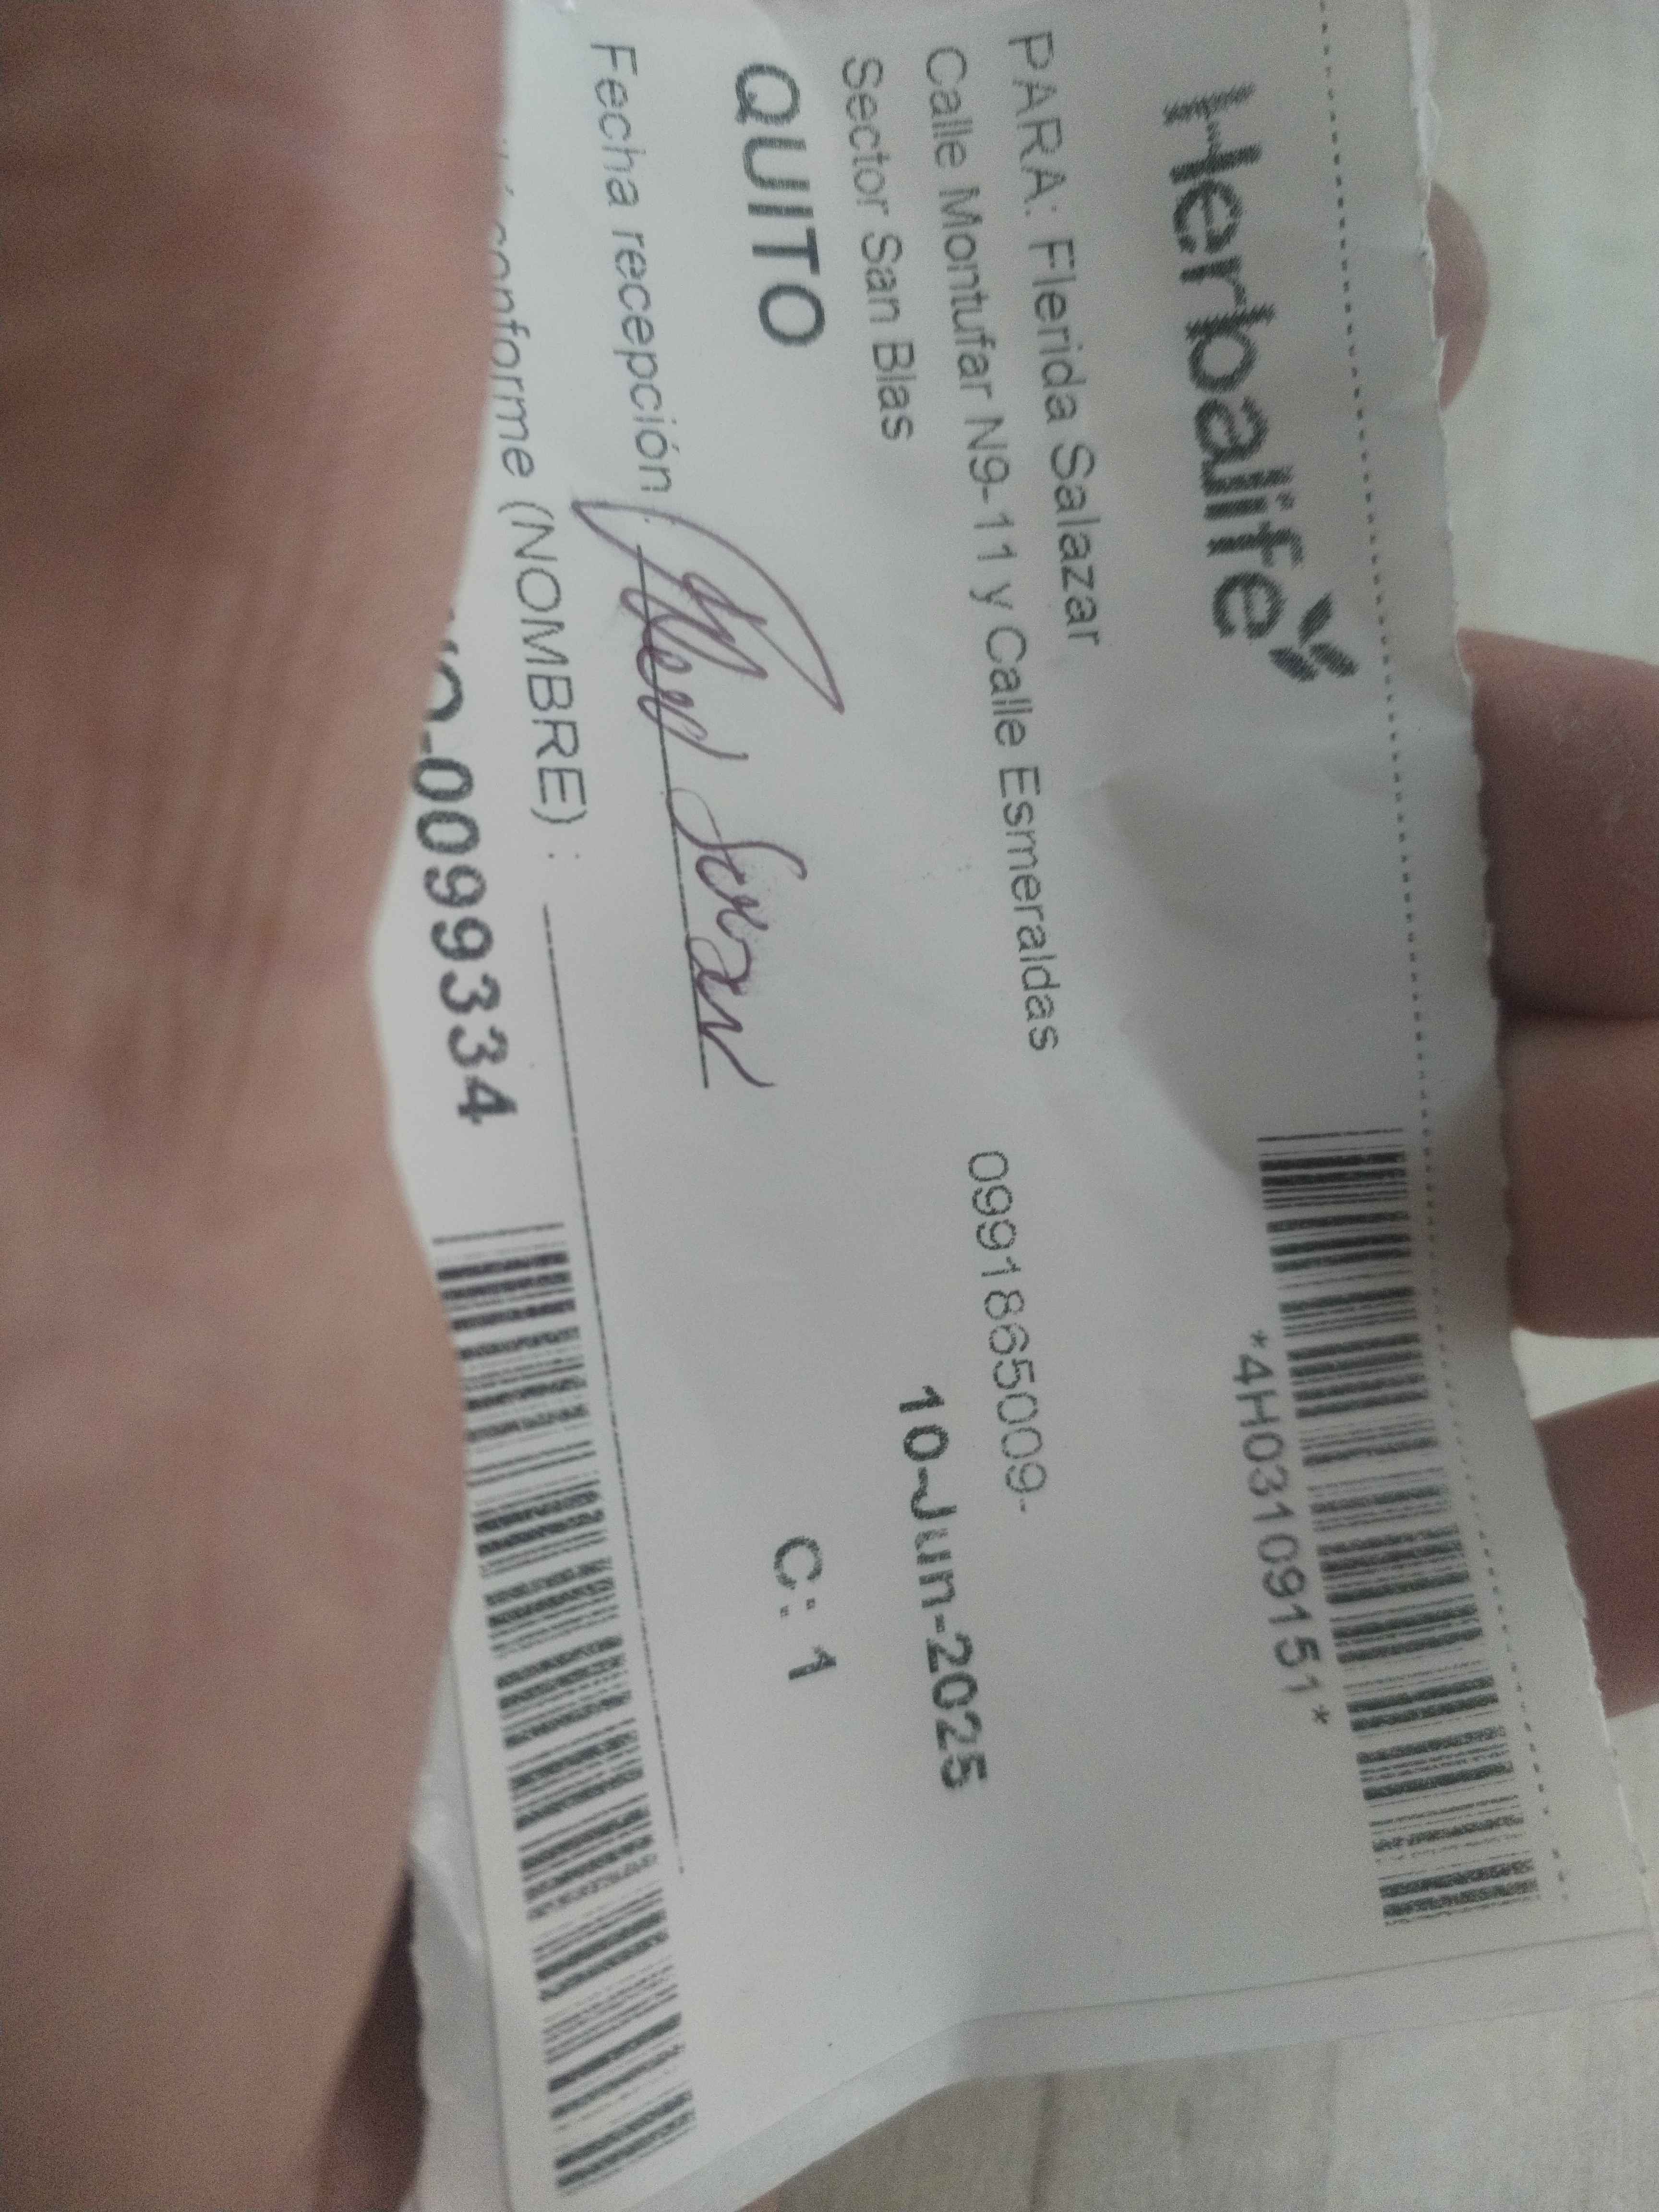 Herbalife
*4H03109151*
PARA: Flerida Salazar
Calle Montufar N9-11 y Calle Esmeraldas
0991865009-
Sector San Blas
10-Jun-2025
QUITO
C: 1
Fecha recepción
conforme (NOMBRE) :
-0099334